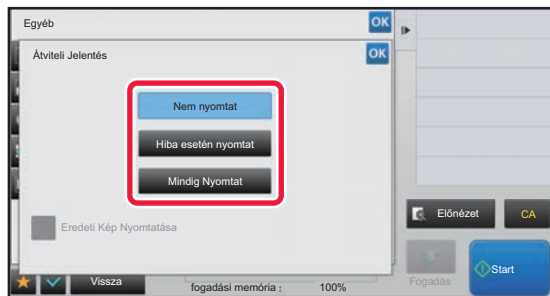 Egyéb
OK
Átviteli Jelentés
OK
Nem nyomtat
Hiba esetén nyomtat
Mindig Nyomtat
Eredeti Kép Nyomtatása
Előnézet
CA
Vissza
fogadási memória :
100%
Fogadás
Start